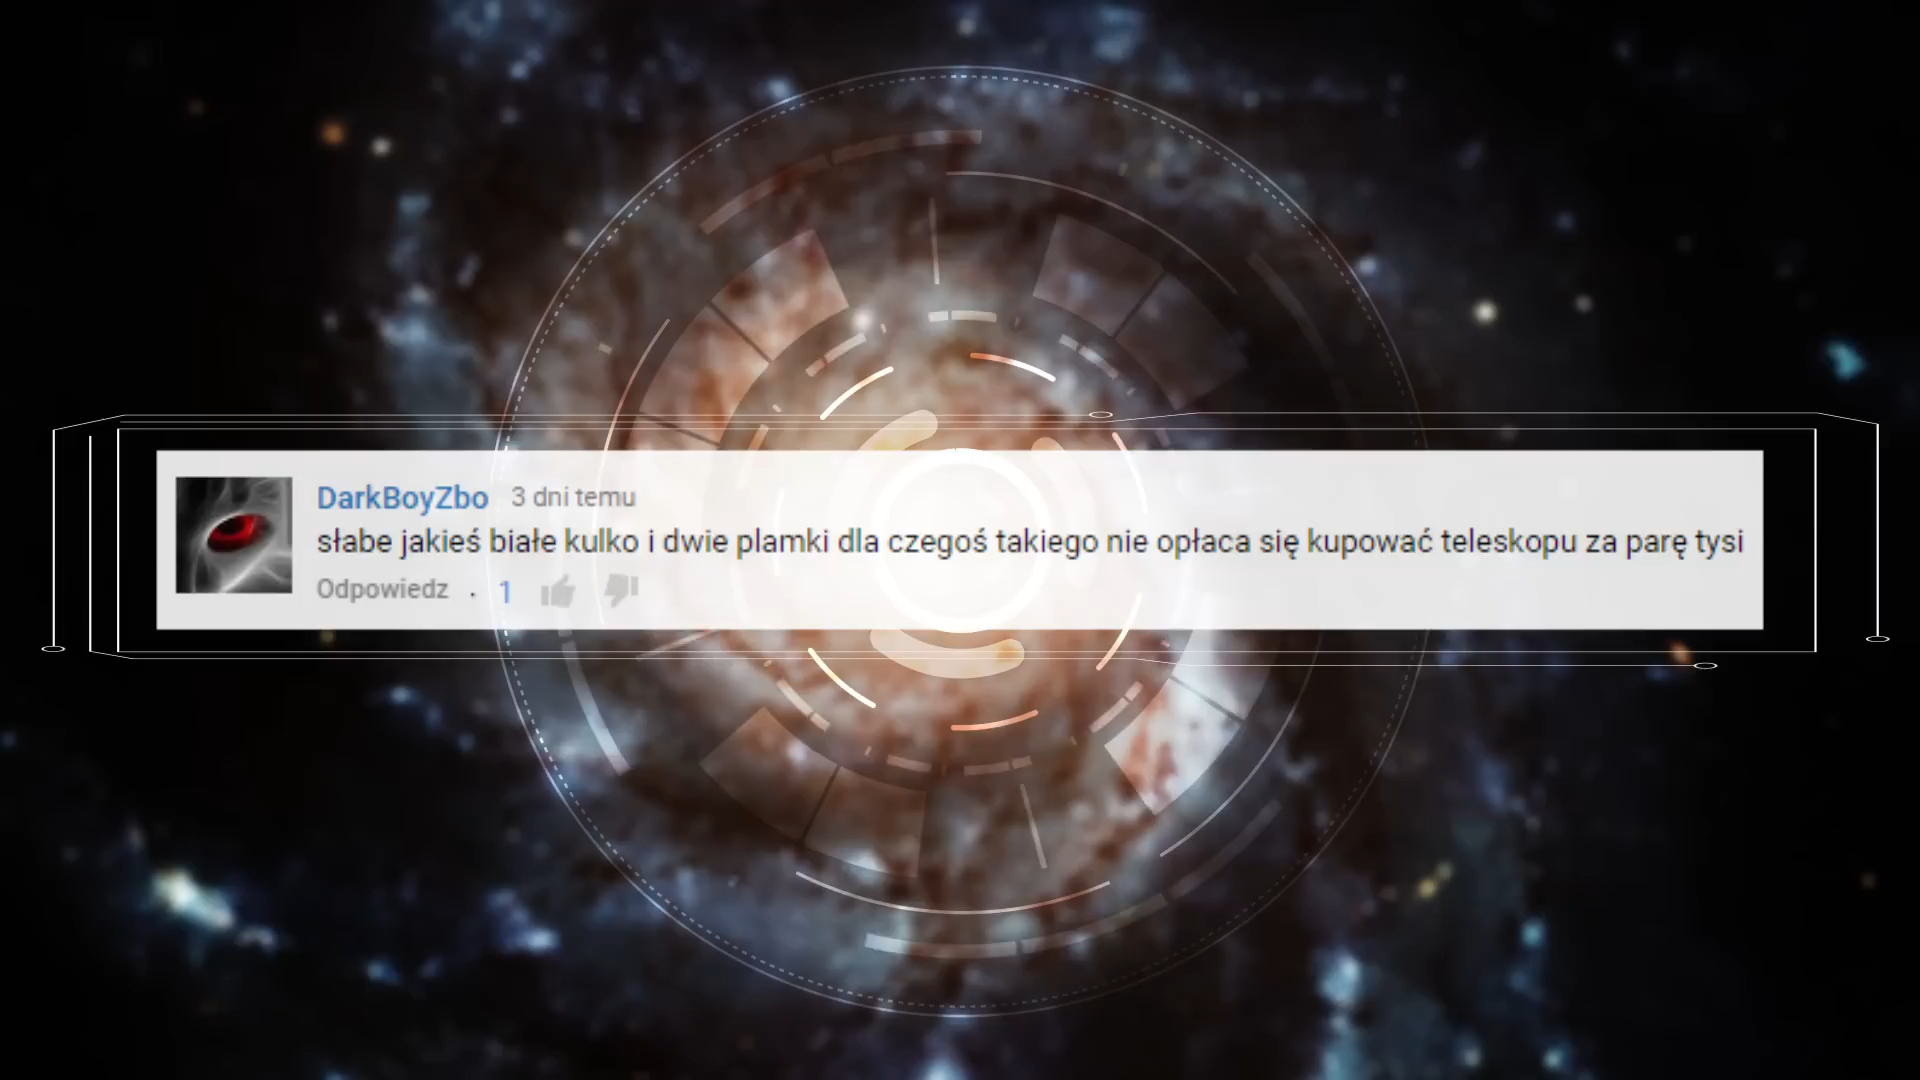 DarkBoyZbo 3 dni temu
słabe jakieś białe kulko i dwie plamki dla czegoś takiego nie opłaca się kupować teleskopu za parę tysi
Odpowiedz · 1